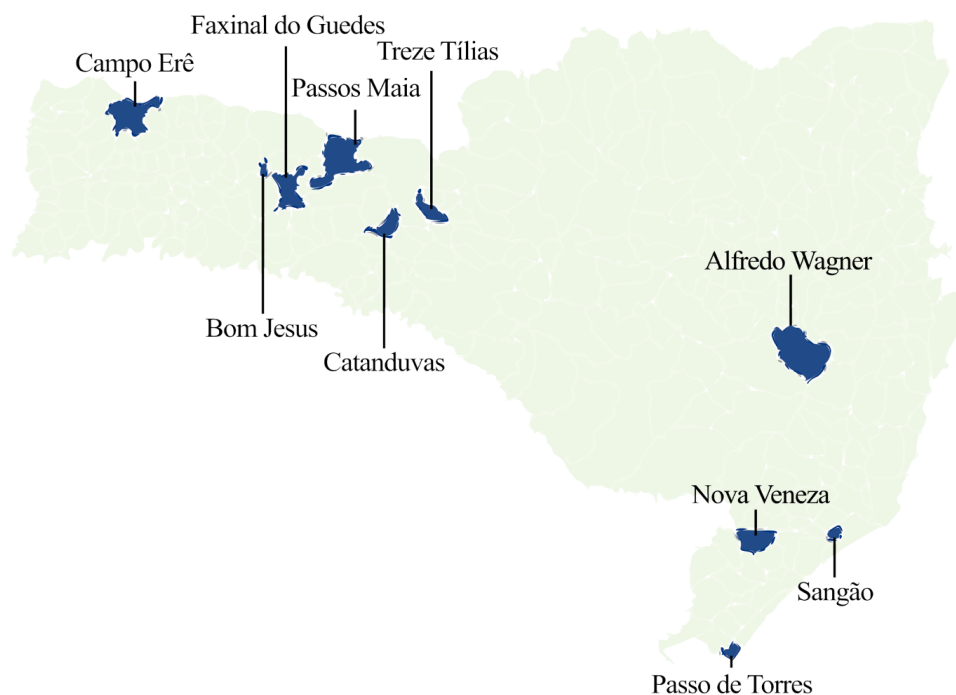 Faxinal do Guedes
Treze Tílias
Campo Erê
Passos Maia
Alfredo Wagner
Bom Jesus
Catanduvas
Nova Veneza
Sangão
Passo de Torres